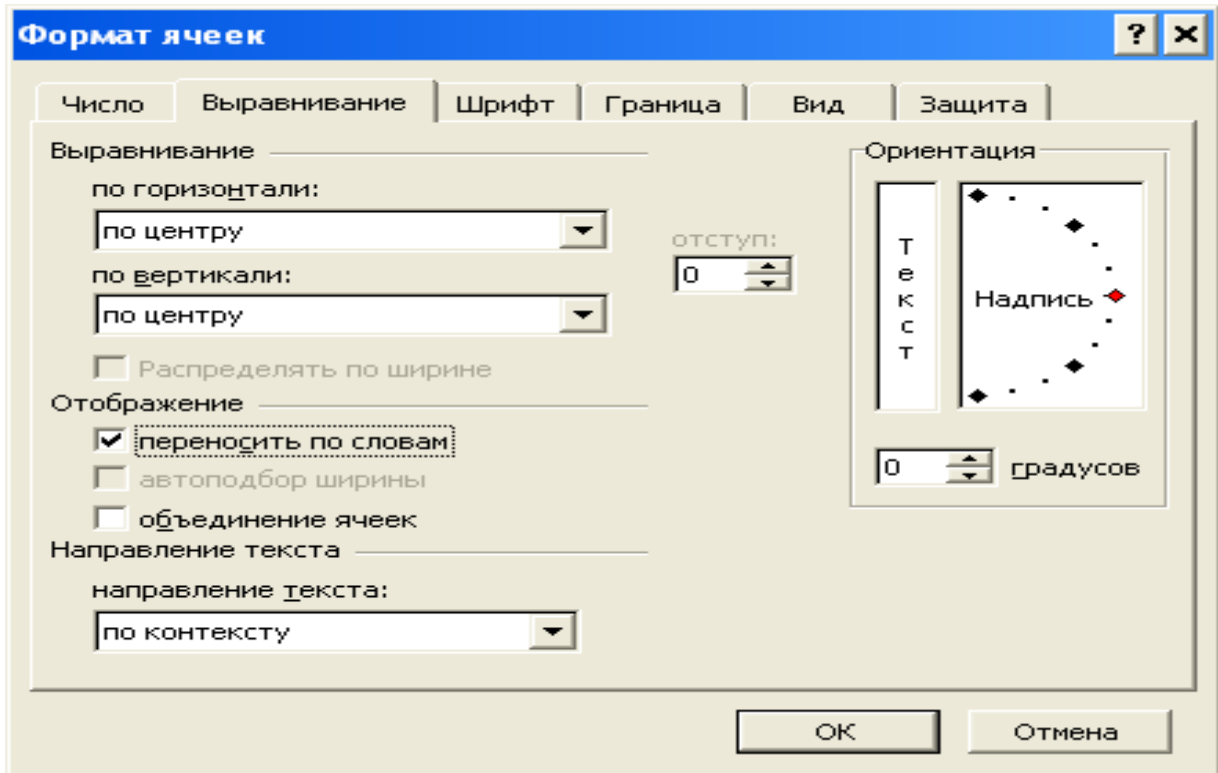 Формат ячеек
Число Выравнивание Шрифт Граница Вид Защита
Выравнивание
по горизонтали:
по центру
отступ:
0
по вертикали:
по центру
Распределять по ширине
Отображение
переносить по словам
автоподбор ширины
объединение ячеек
Направление текста
направление текста:
по контексту
Ориентация
Текст
Надпись
0 градусов
ОК Отмена